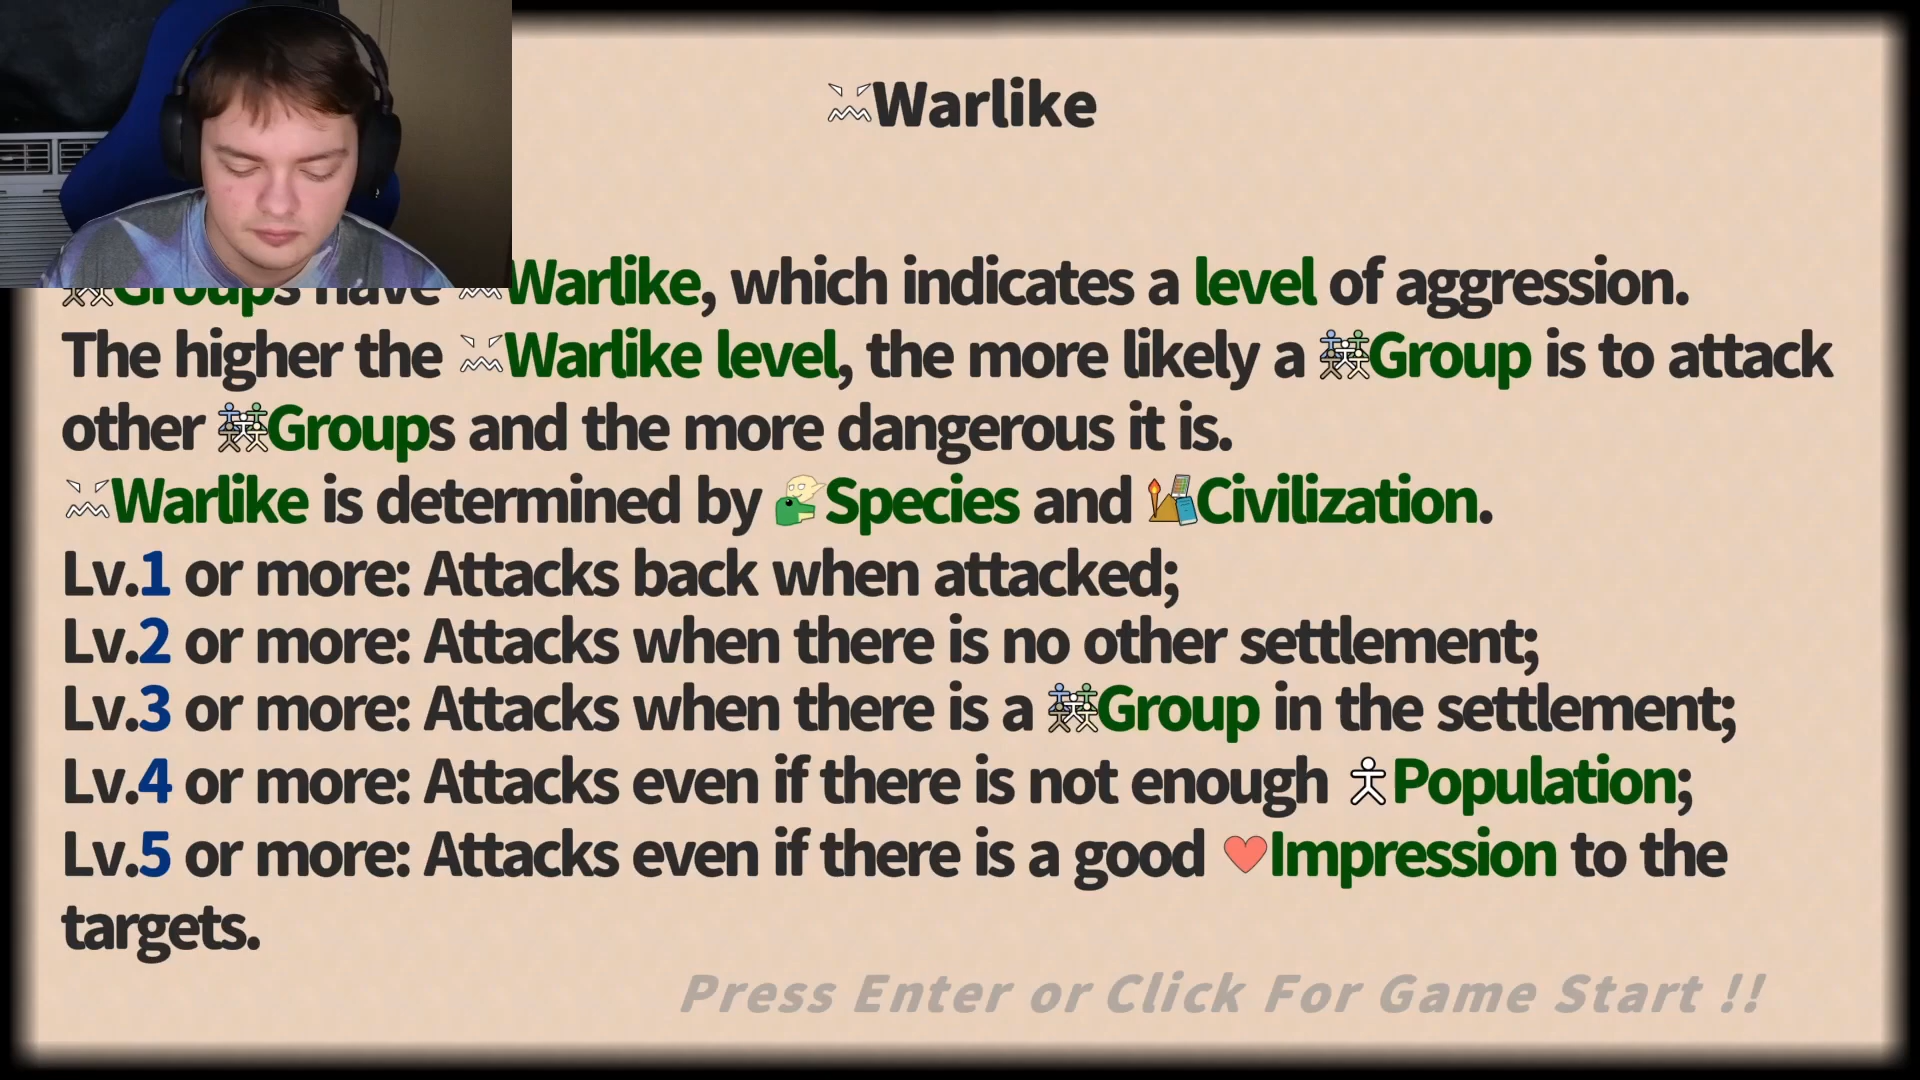 Warlike
Groups have Warlike, which indicates a level of aggression.
The higher the Warlike level, the more likely a Group is to attack
other Groups and the more dangerous it is.
Warlike is determined by Species and Civilization.
Lv.1 or more: Attacks back when attacked;
Lv.2 or more: Attacks when there is no other settlement;
Lv.3 or more: Attacks when there is a Group in the settlement;
Lv.4 or more: Attacks even if there is not enough Population;
Lv.5 or more: Attacks even if there is a good Impression to the
targets.
Press Enter or Click For Game Start !!